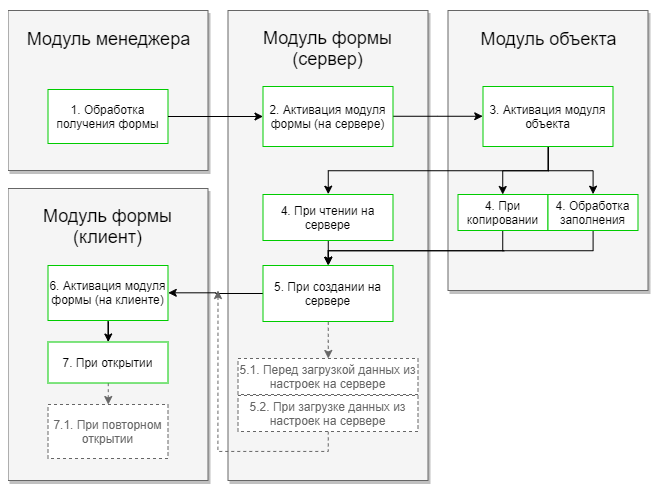 Модуль менеджера
1. Обработка
получения формы
Модуль формы
(сервер)
2. Активация модуля
формы (на сервере)
Модуль объекта
3. Активация модуля
объекта
4. При чтении на
сервере
4. При
копировании
4. Обработка
заполнения
5. При создании на
сервере
5.1. Перед загрузкой данных из
настроек на сервере
5.2. При загрузке данных из
настроек на сервере
Модуль формы
(клиент)
6. Активация модуля
формы (на клиенте)
7. При открытии
7.1. При повторном
открытии